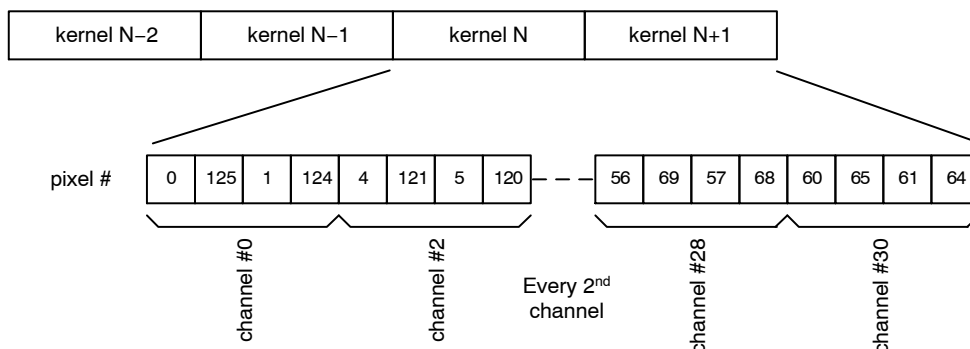 kernel N−2 kernel N−1 kernel N kernel N+1
pixel # 0 125 1 124 4 121 5 120 56 69 57 68 60 65 61 64
channel #0
channel #2
Every 2nd
channel
channel #28
channel #30